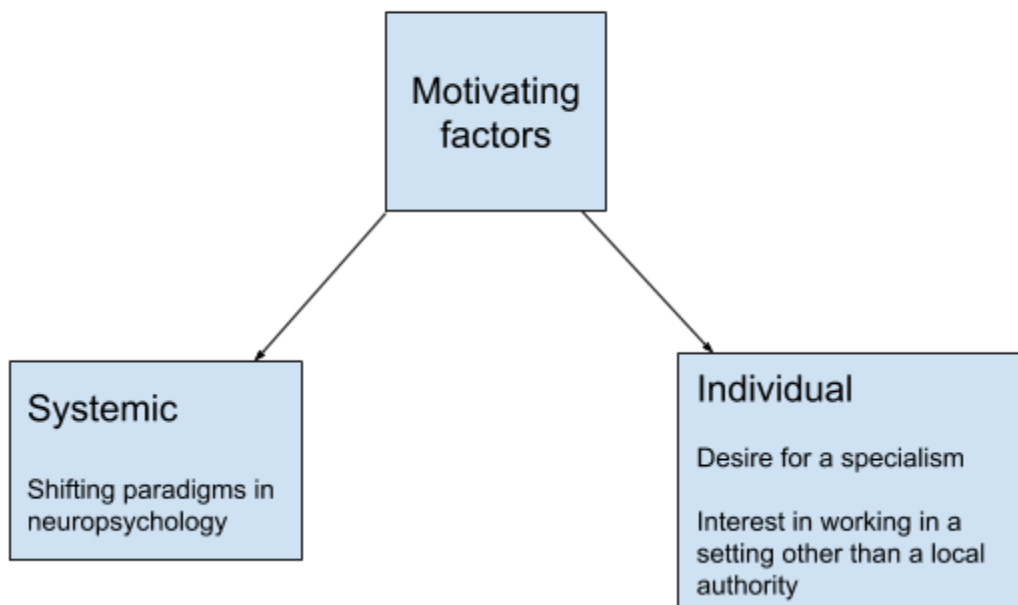 Motivating
factors
Systemic
Shifting paradigms in
neuropsychology
Individual
Desire for a specialism
Interest in working in a
setting other than a local
authority